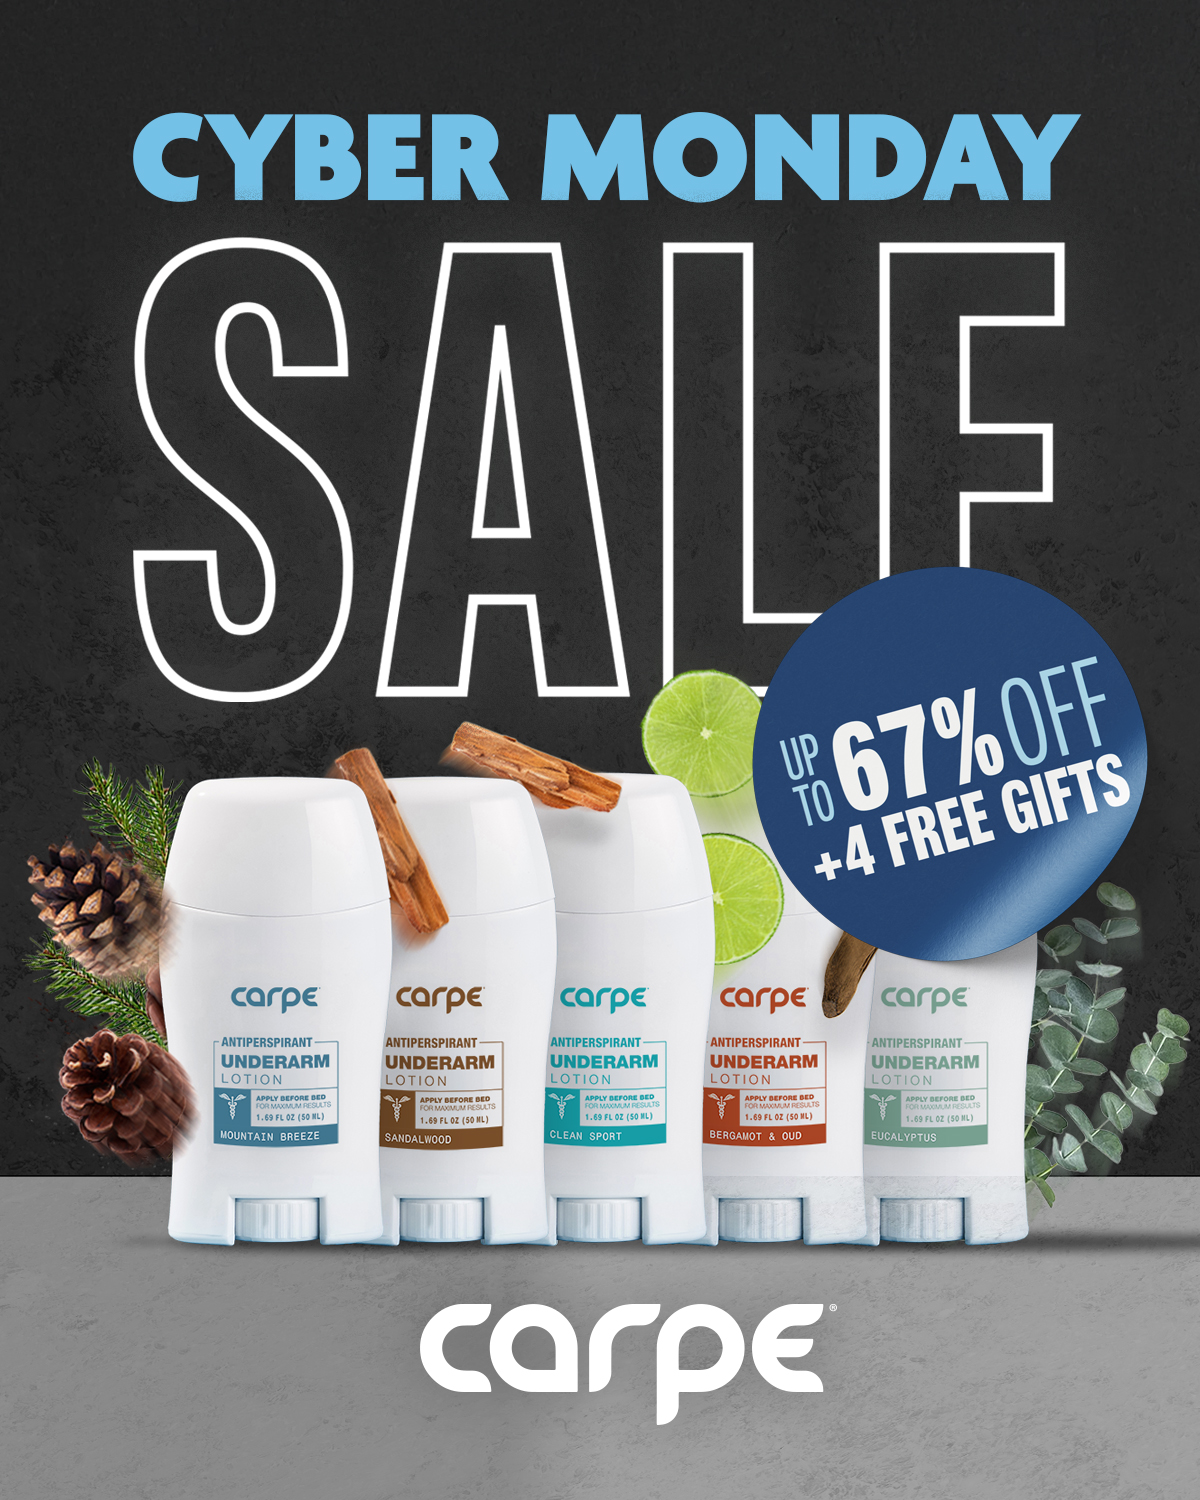 CYBER MONDAY
SALE
UP TO 67% OFF
+4 FREE GIFTS
carpe
ANTIPERSPIRANT
UNDERARM
LOTION
APPLY BEFORE BED
FOR MAXIMUM RESULTS
1.69 FL OZ (50 ML)
MOUNTAIN BREEZE
carpe
ANTIPERSPIRANT
UNDERARM
LOTION
APPLY BEFORE BED
FOR MAXIMUM RESULTS
1.69 FL OZ (50 ML)
SANDALWOOD
carpe
ANTIPERSPIRANT
UNDERARM
LOTION
APPLY BEFORE BED
FOR MAXIMUM RESULTS
1.69 FL OZ (50 ML)
CLEAN SPORT
carpe
ANTIPERSPIRANT
UNDERARM
LOTION
APPLY BEFORE BED
FOR MAXIMUM RESULTS
1.69 FL OZ (50 ML)
BERGAMOT & OUD
carpe
ANTIPERSPIRANT
UNDERARM
LOTION
APPLY BEFORE BED
FOR MAXIMUM RESULTS
1.69 FL OZ (50 ML)
EUCALYPTUS
carpe®